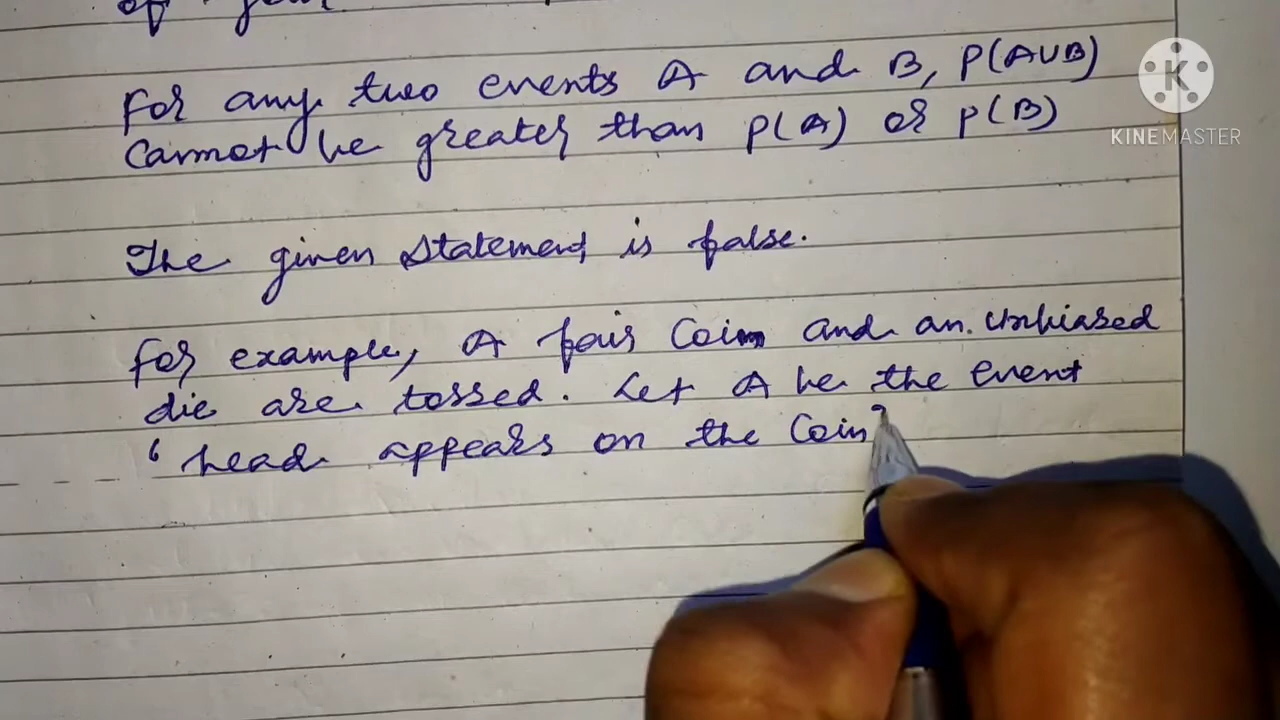 of
For any two events A and B, P(A∪B)
Cannot be greater than P(A) or P(B)
The given Statement is false.
For example, A fair Coin and an unbiased
die are tossed. Let A be the event
‘ head appears on the Coin’
K
KINEMASTER